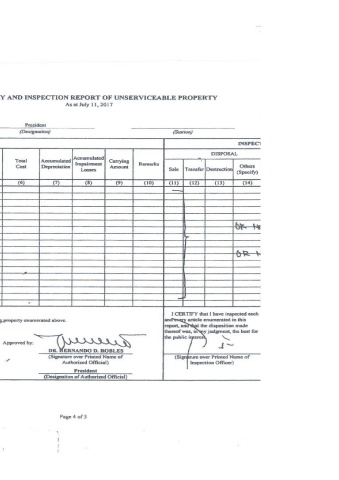 Y AND INSPECTION REPORT OF UNSERVICEABLE PROPERTY
As at July 11, 2017
President
(Designation) (Station)
INSPECT
DISPOSAL
Total Cost Accumulated Depreciation Accumulated Impairment Losses Carrying Amount Remarks Sale Transfer Destruction Others (Specify)
(6) (7) (8) (9) (10) (11) (12) (13) (14)
OR
OR
property enumerated above.
I CERTIFY that I have inspected each
and every article enumerated in this
report, and that the disposition made
thereof was, in my judgment, the best for
the public interest.
Approved by:
DR. HERNANDO D. ROBLES
(Signature over Printed Name of
Authorized Official)
President
(Designation of Authorized Official)
(Signature over Printed Name of
Inspection Officer)
Page 4 of 5